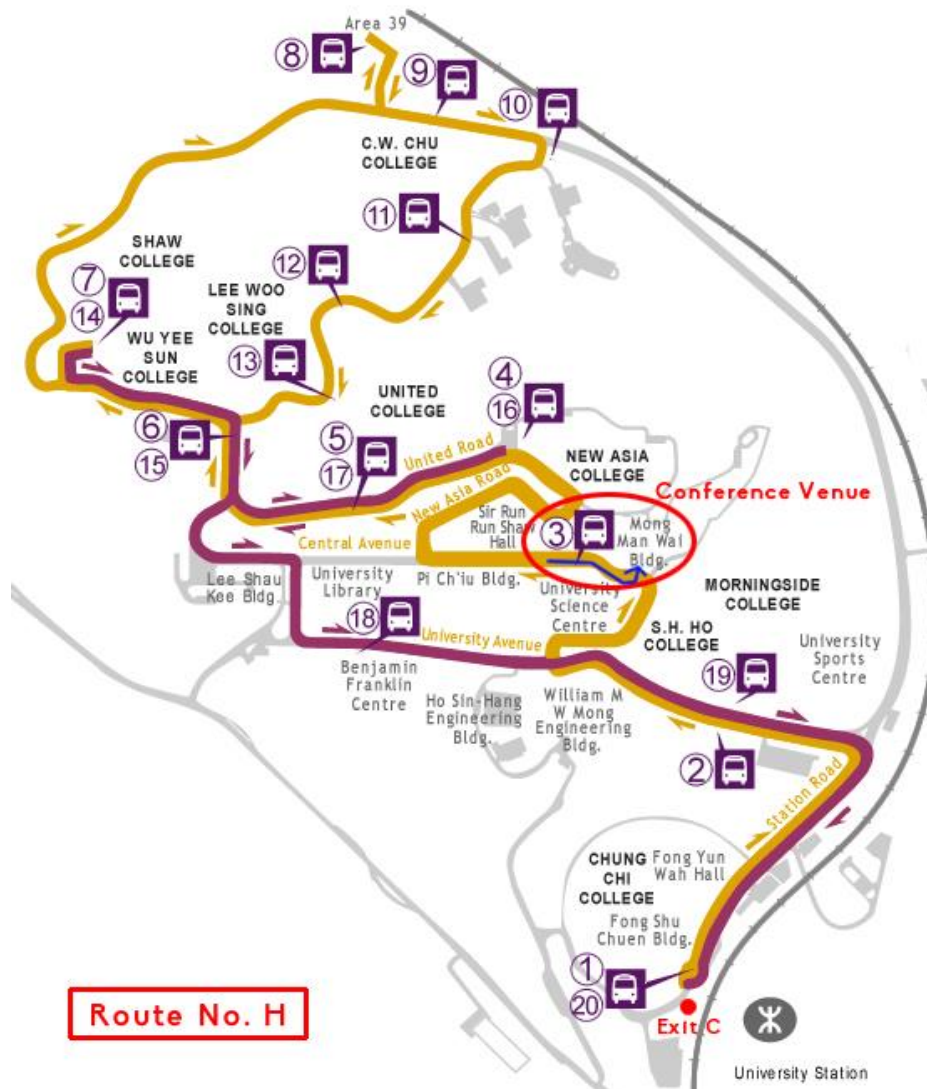 Area 39
8
9
10
C.W. CHU
COLLEGE
11
SHAW
COLLEGE
12
7
14
LEE WOO
SING
COLLEGE
WU YEE
SUN
COLLEGE
13
UNITED
COLLEGE
4
16
6
15
5
17
United Road
NEW ASIA
COLLEGE
New Asia Road
Conference Venue
Sir Run
Run Shaw
Hall
3
Mong
Man Wai
Bldg.
Central Avenue
Lee Shau
Kee Bldg.
University
Library
Pi Ch'iu Bldg.
University
Science
Centre
MORNINGSIDE
COLLEGE
18
University Avenue
S.H. HO
COLLEGE
University
Sports
Centre
Benjamin
Franklin
Centre
Ho Sin-Hang
Engineering
Bldg.
William M
W Mong
Engineering
Bldg.
19
2
Station Road
CHUNG
CHI
COLLEGE
Fong Yun
Wah Hall
Fong Shu
Chuen Bldg.
1
20
Exit C
Route No. H
University Station